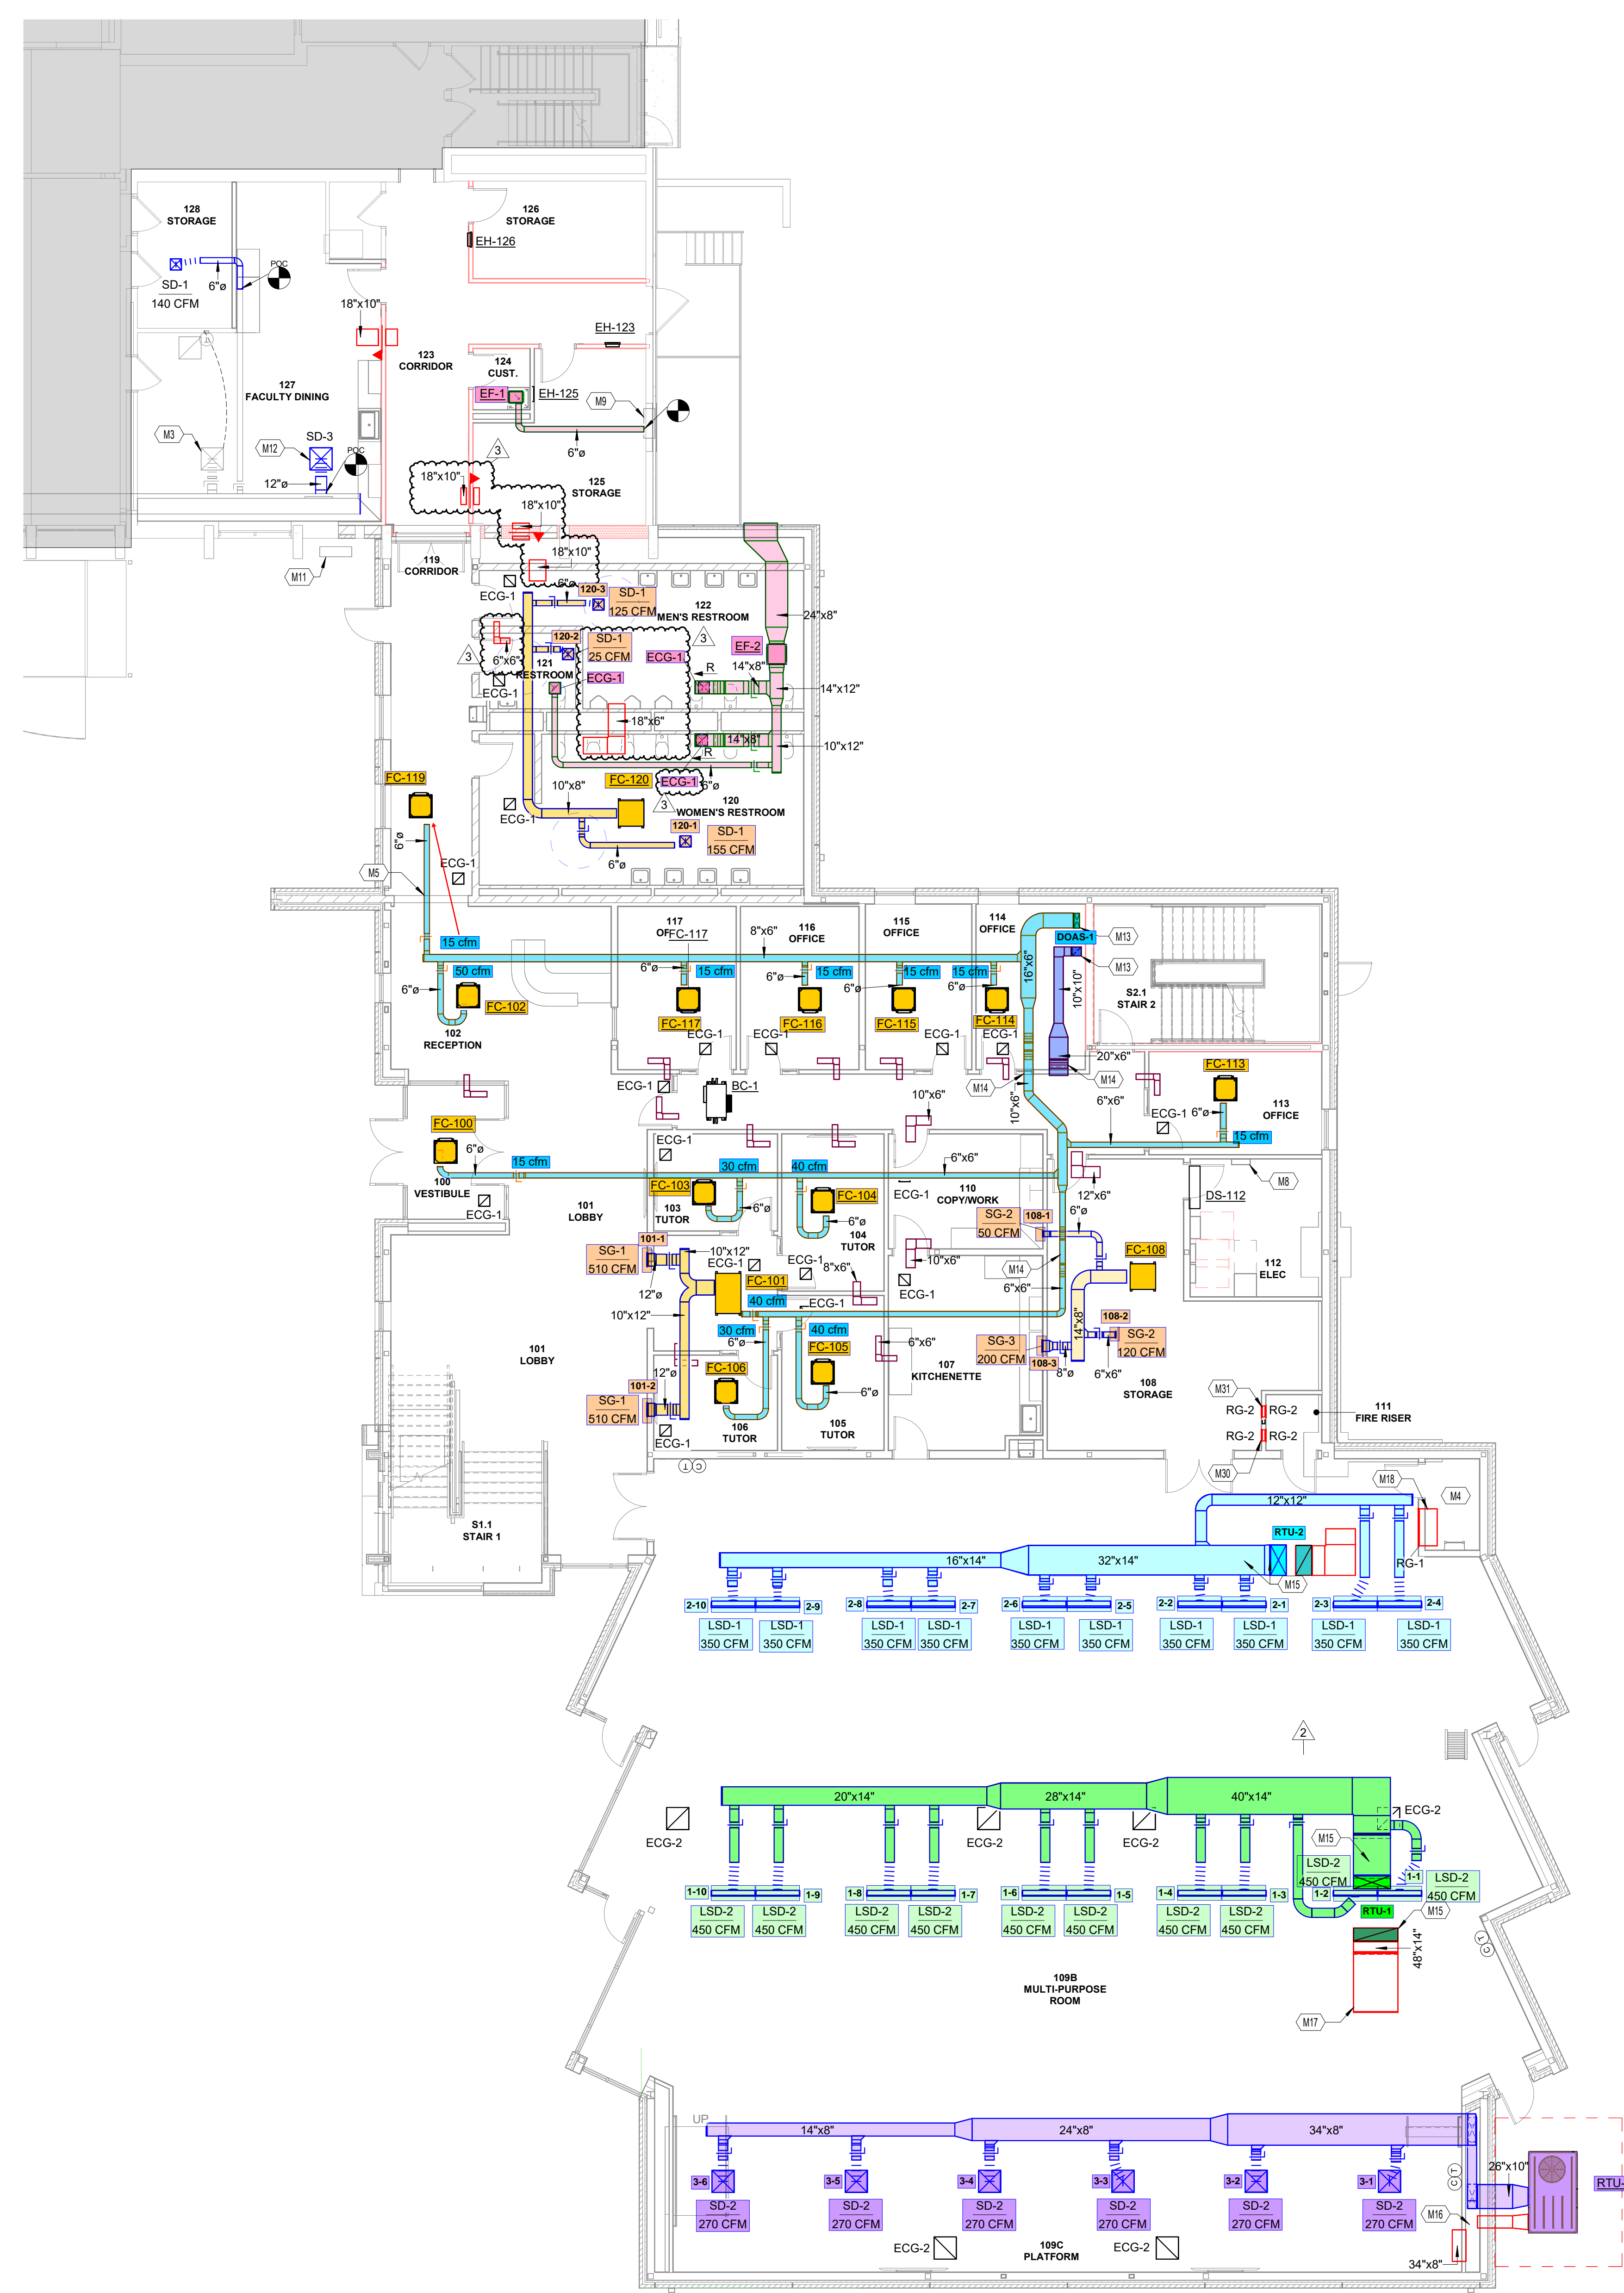 128
STORAGE
126
STORAGE
EH-126
POC
SD-1
140 CFM
6"ø
18"x10"
EH-123
123
CORRIDOR
124
CUST.
127
FACULTY DINING
EF-1
EH-125
M9
M3
M12
SD-3
POC
3
6"ø
12"ø
18"x10"
125
STORAGE
18"x10"
M11
119
CORRIDOR
18"x10"
ECG-1
6"ø
120-3
SD-1
125 CFM
122
MEN'S RESTROOM
24"x8"
3
6"x6"
120-2
SD-1
25 CFM
3
EF-2
ECG-1
R
14"x8"
121
RESTROOM
ECG-1
ECG-1
14"x12"
18"x6"
14"x8"
10"x12"
R
FC-119
FC-120
ECG-1
6"ø
10"x8"
3
120
WOMEN'S RESTROOM
ECG-1
120-1
SD-1
155 CFM
6"ø
6"ø
ECG-1
M5
117
OF
FC-117
116
OFFICE
115
OFFICE
114
OFFICE
8"x6"
DOAS-1
M13
M13
15 cfm
50 cfm
6"ø
15 cfm
6"ø
15 cfm
6"ø
15 cfm
6"ø
15 cfm
16"x6"
10"x10"
S2.1
STAIR 2
6"ø
FC-102
102
RECEPTION
FC-117
FC-116
FC-115
FC-114
ECG-1
ECG-1
ECG-1
ECG-1
20"x6"
M14
M14
FC-113
ECG-1
BC-1
10"x6"
10"x6"
6"x6"
ECG-1
6"ø
113
OFFICE
15 cfm
FC-100
6"ø
15 cfm
ECG-1
30 cfm
40 cfm
6"x6"
12"x6"
M8
100
VESTIBULE
ECG-1
101
LOBBY
FC-103
103
TUTOR
6"ø
FC-104
6"ø
104
TUTOR
ECG-1
110
COPY/WORK
DS-112
SG-2
50 CFM
108-1
6"ø
101-1
SG-1
510 CFM
10"x12"
ECG-1
12"ø
ECG-1
8"x6"
10"x6"
ECG-1
M14
FC-108
112
ELEC
FC-101
40 cfm
ECG-1
10"x12"
6"x6"
30 cfm
40 cfm
6"ø
14"x8"
108-2
SG-2
120 CFM
101
LOBBY
FC-105
6"x6"
107
KITCHENETTE
SG-3
200 CFM
108-3
8"ø
6"x6"
FC-106
12"ø
101-2
SG-1
510 CFM
6"ø
108
STORAGE
M31
RG-2
RG-2
111
FIRE RISER
106
TUTOR
105
TUTOR
ECG-1
RG-2
RG-2
T
C
M30
M18
M4
12"x12"
S1.1
STAIR 1
RTU-2
16"x14"
32"x14"
RG-1
M15
2-10
2-9
2-8
2-7
2-6
2-5
2-2
2-1
2-3
2-4
LSD-1
350 CFM
LSD-1
350 CFM
LSD-1
350 CFM
LSD-1
350 CFM
LSD-1
350 CFM
LSD-1
350 CFM
LSD-1
350 CFM
LSD-1
350 CFM
LSD-1
350 CFM
LSD-1
350 CFM
2
20"x14"
28"x14"
40"x14"
ECG-2
ECG-2
ECG-2
ECG-2
M15
LSD-2
450 CFM
1-1
LSD-2
450 CFM
1-10
1-9
1-8
1-7
1-6
1-5
1-4
1-3
1-2
RTU-1
M15
LSD-2
450 CFM
LSD-2
450 CFM
LSD-2
450 CFM
LSD-2
450 CFM
LSD-2
450 CFM
LSD-2
450 CFM
LSD-2
450 CFM
LSD-2
450 CFM
48"x14"
T
C
109B
MULTI-PURPOSE
ROOM
M17
UP
14"x8"
24"x8"
34"x8"
3-6
3-5
3-4
3-3
3-2
3-1
C
T
26"x10"
RTU-
SD-2
270 CFM
SD-2
270 CFM
SD-2
270 CFM
SD-2
270 CFM
SD-2
270 CFM
SD-2
270 CFM
M16
ECG-2
109C
PLATFORM
ECG-2
34"x8"